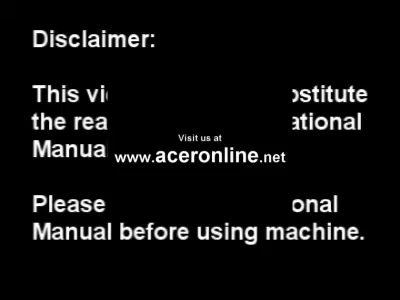 Disclaimer:
This vi
ostitute
the rea
ational
Manua
Visit us at
www.aceronline.net
Please
onal
Manual before using machine.